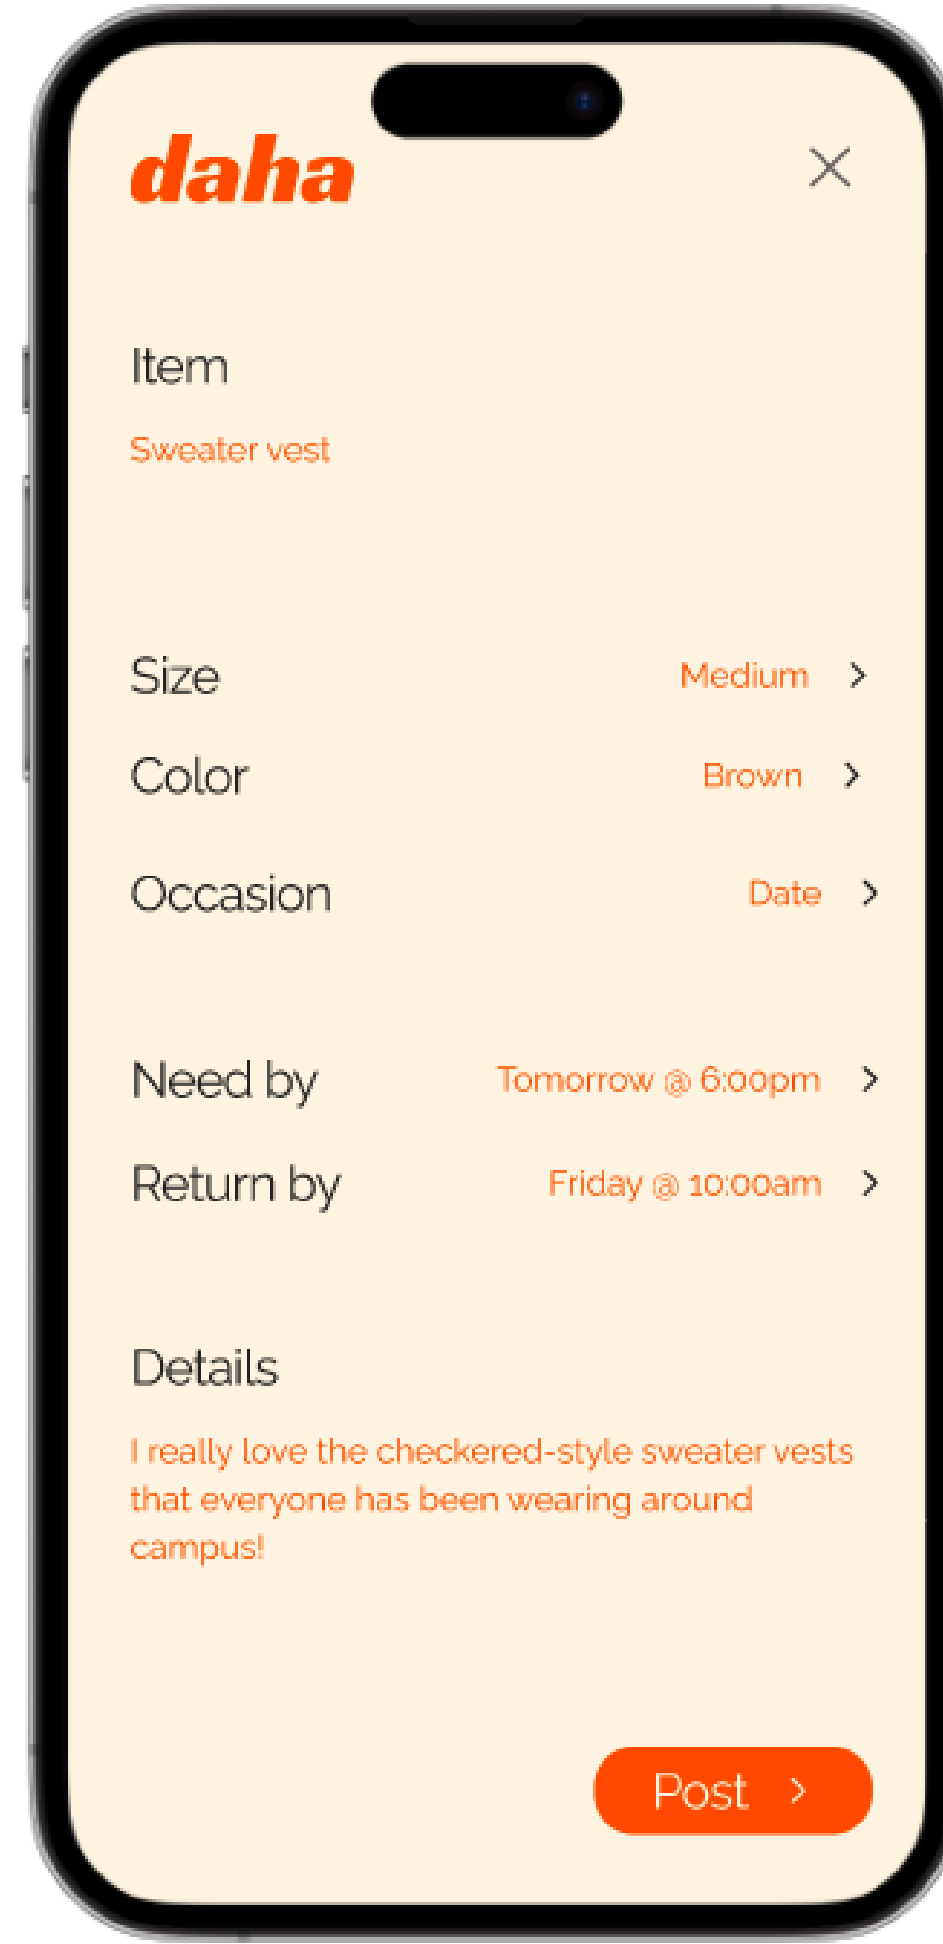 daha
Item
Sweater vest
Size Medium
Color Brown
Occasion Date
Need by Tomorrow @ 6:00pm
Return by Friday @ 10:00am
Details
I really love the checkered-style sweater vests
that everyone has been wearing around
campus!
Post